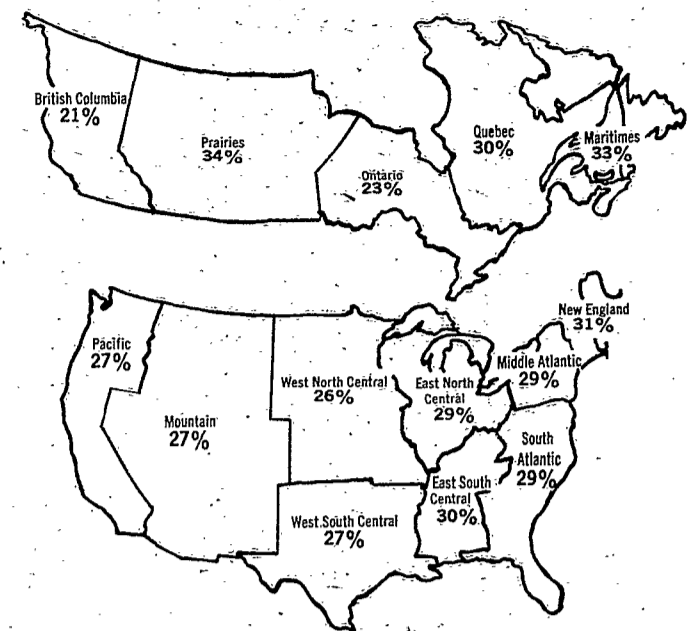 British Columbia
21%
Prairies
34%
Ontario
23%
Quebec
30%
Maritimes
33%
New England
31%
Pacific
27%
Middle Atlantic
29%
West North Central
26%
East North
Central
29%
Mountain
27%
South
Atlantic
29%
East South
Central
30%
West South Central
27%